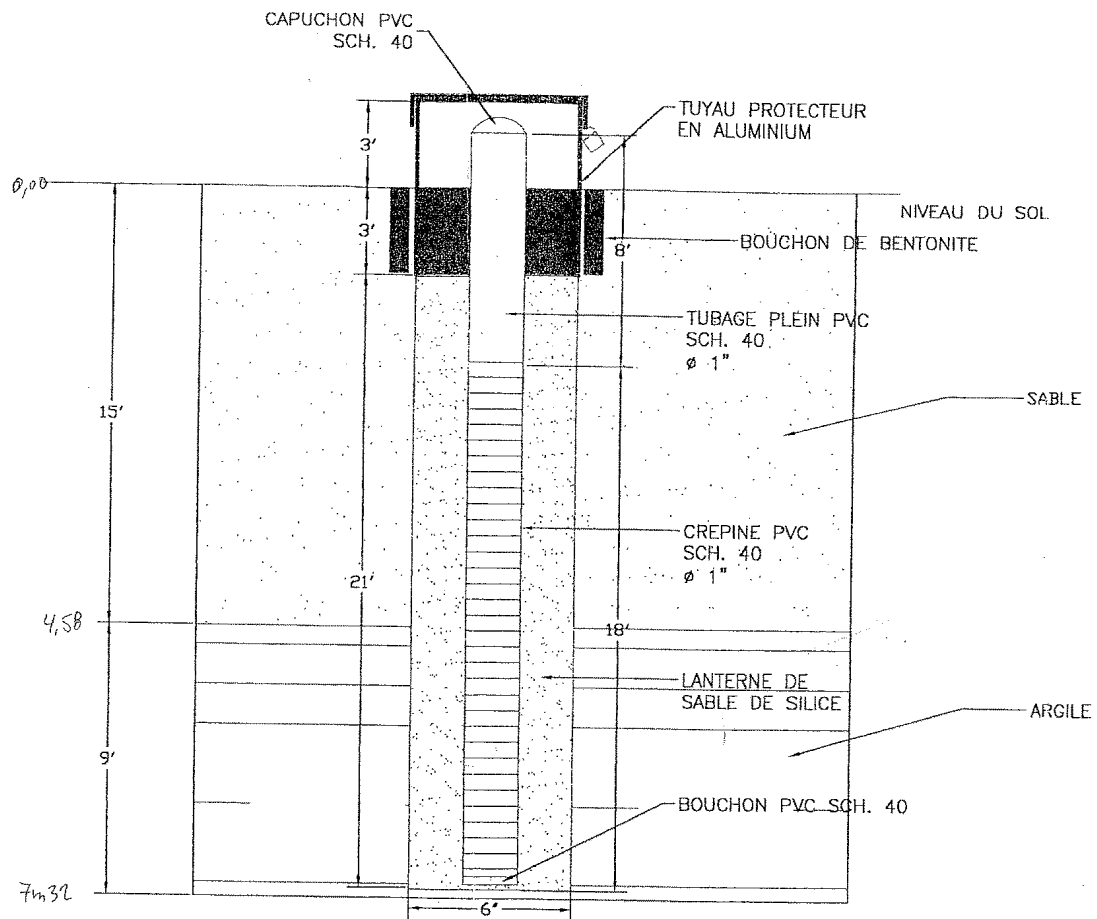 CAPUCHON PVC
SCH. 40
TUYAU PROTECTEUR
EN ALUMINIUM
3'
0,00
NIVEAU DU SOL
3'
BOUCHON DE BENTONITE
8'
TUBAGE PLEIN PVC
SCH. 40
ø 1"
15'
SABLE
CREPINE PVC
SCH. 40
ø 1"
21'
4,58
18'
LANTERNE DE
SABLE DE SILICE
ARGILE
9'
BOUCHON PVC SCH. 40
7m32
6'